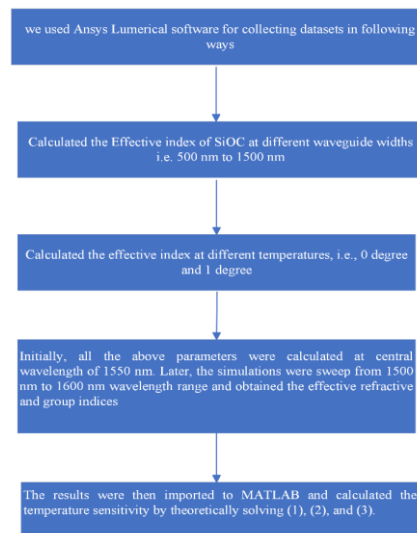 we used Ansys Lumerical software for collecting datasets in following
ways
Calculated the Effective index of SiOC at different waveguide widths
i.e. 500 nm to 1500 nm
Calculated the effective index at different temperatures, i.e., 0 degree
and 1 degree
Initially, all the above parameters were calculated at central
wavelength of 1550 nm. Later, the simulations were sweep from 1500
nm to 1600 nm wavelength range and obtained the effective refractive
and group indices
The results were then imported to MATLAB and calculated the
temperature sensitivity by theoretically solving (1), (2), and (3).